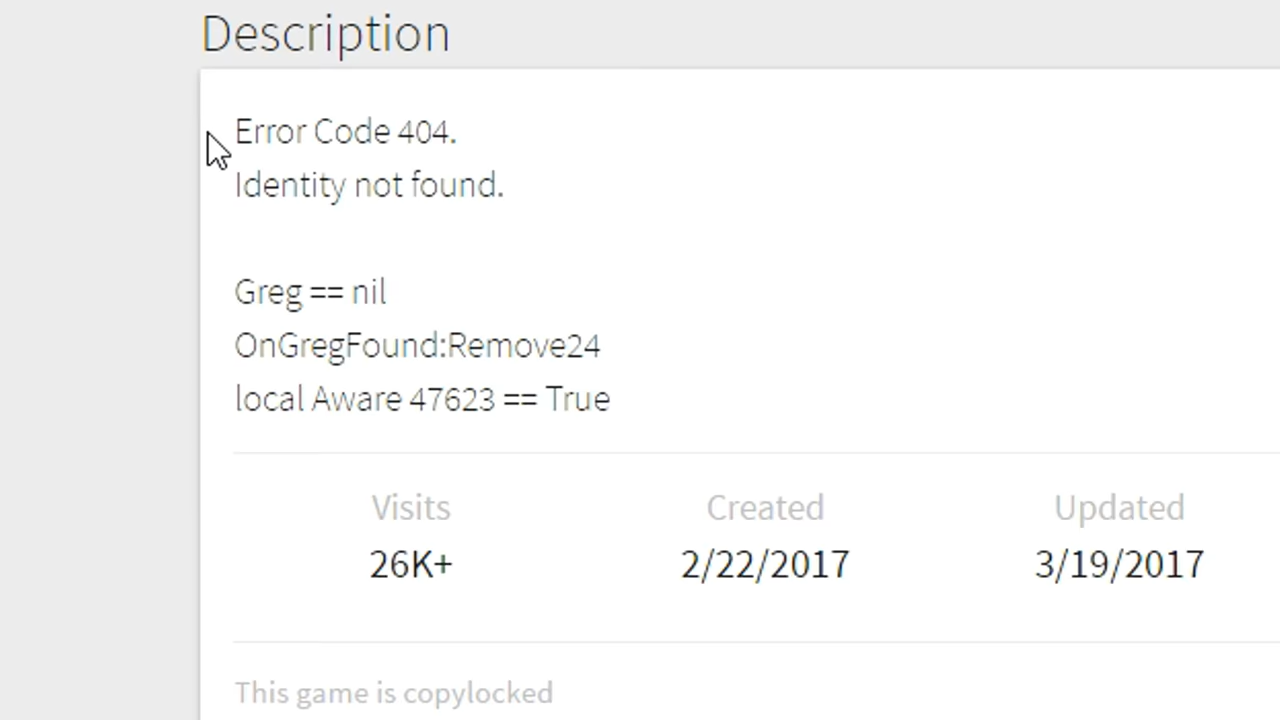 Description
Error Code 404.
Identity not found.
Greg == nil
OnGregFound:Remove24
local Aware 47623 == True
Visits Created Updated
26K+ 2/22/2017 3/19/2017
This game is copylocked